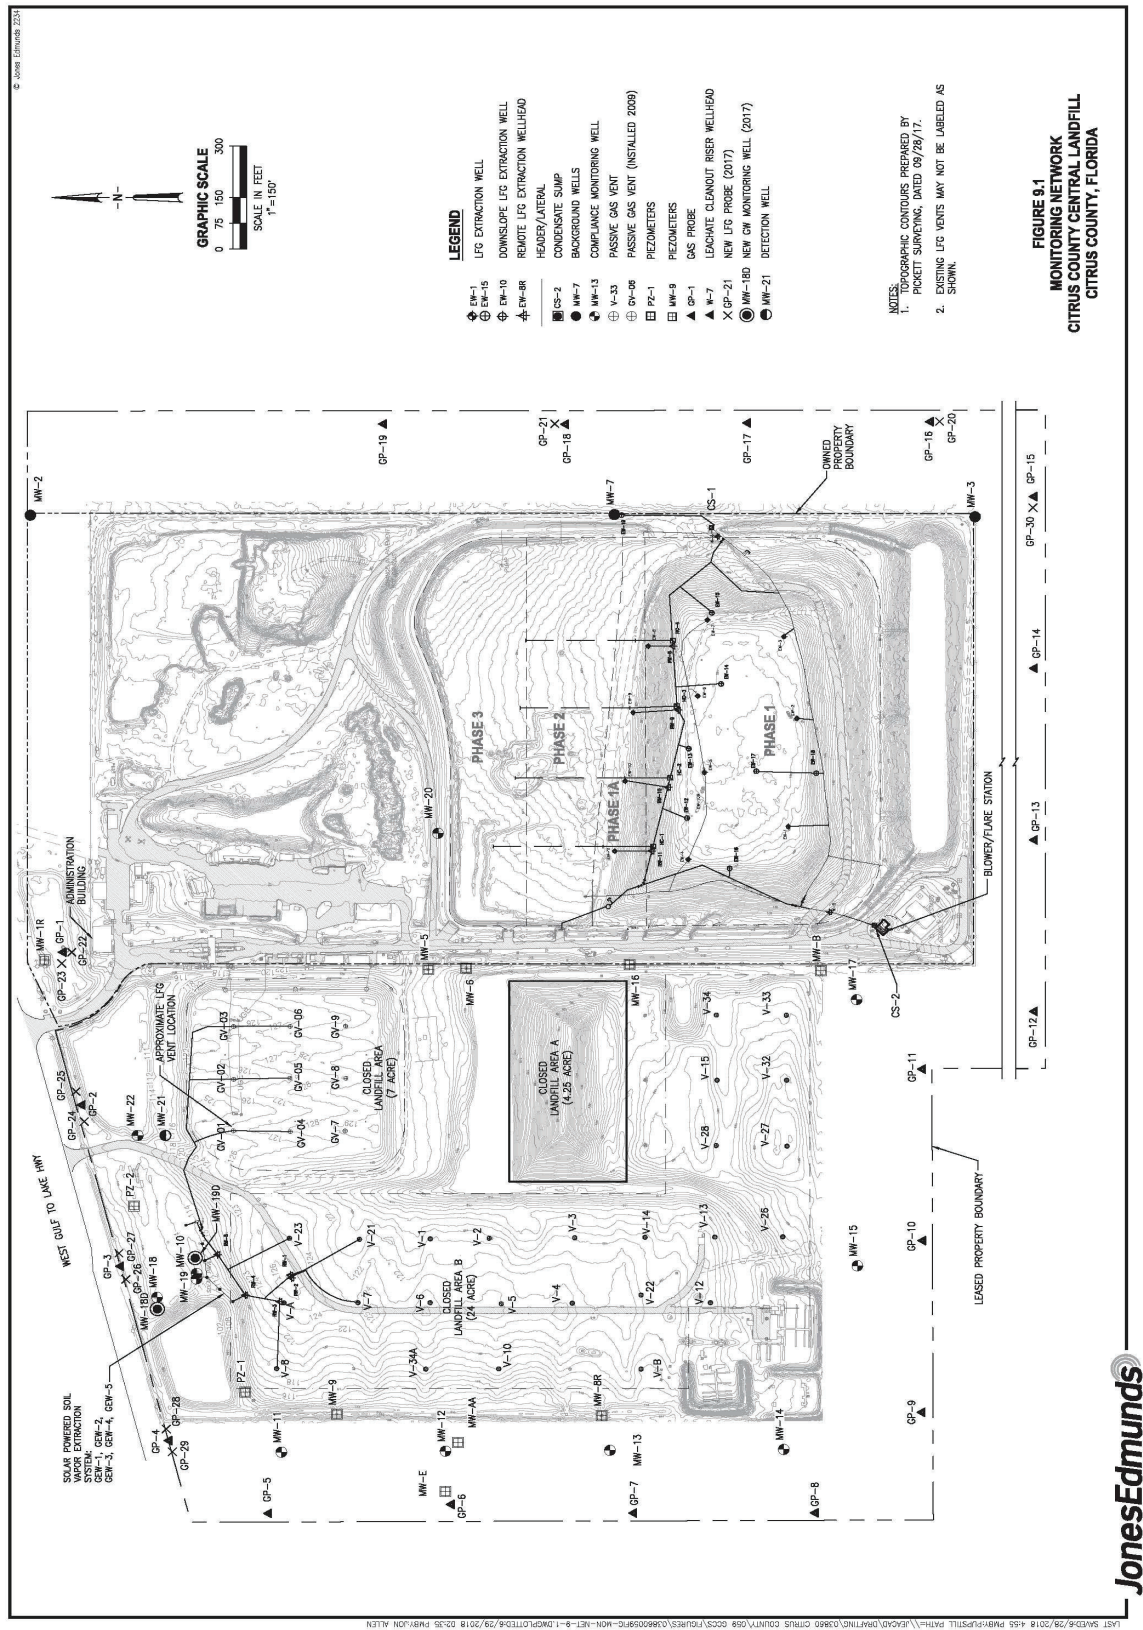 © Jones Edmunds 2234
-N-
GRAPHIC SCALE
0 75 150 300
SCALE IN FEET
1"=150'
LEGEND
EW-1
EW-15 LFG EXTRACTION WELL
EW-10 DOWNSLOPE LFG EXTRACTION WELL
EW-8R REMOTE LFG EXTRACTION WELLHEAD
HEADER/LATERAL
CS-2 CONDENSATE SUMP
MW-7 BACKGROUND WELLS
MW-13 COMPLIANCE MONITORING WELL
V-33 PASSIVE GAS VENT
GV-06 PASSIVE GAS VENT (INSTALLED 2009)
PZ-1 PIEZOMETERS
MW-9 PIEZOMETERS
GP-1 GAS PROBE
W-7 LEACHATE CLEANOUT RISER WELLHEAD
GP-21 NEW LFG PROBE (2017)
MW-18D NEW GW MONITORING WELL (2017)
MW-21 DETECTION WELL
NOTES:
1. TOPOGRAPHIC CONTOURS PREPARED BY
PICKETT SURVEYING, DATED 09/28/17.
2. EXISTING LFG VENTS MAY NOT BE LABELED AS
SHOWN.
FIGURE 9.1
MONITORING NETWORK
CITRUS COUNTY CENTRAL LANDFILL
CITRUS COUNTY, FLORIDA
WEST GULF TO LAKE HWY
SOLAR POWERED SOIL
VAPOR EXTRACTION
SYSTEM:
GEW-1, GEW-2,
GEW-3, GEW-4, GEW-5
GP-29
GP-4
GP-28
GP-26
GP-3
GP-27
MW-18D
MW-18
MW-19
MW-10
MW-19D
PZ-2
PZ-1
GP-24
GP-2
GP-25
MW-22
MW-21
APPROXIMATE LFG
VENT LOCATION
GP-23
GP-22
GP-1
MW-1R
ADMINISTRATION
BUILDING
MW-2
GP-19
GP-21
GP-18
GP-17
GP-16
GP-20
OWNED
PROPERTY
BOUNDARY
MW-7
CS-1
MW-3
GP-30
GP-15
GP-14
GP-13
GP-12
GP-11
GP-10
GP-9
GP-8
GP-7
GP-6
GP-5
MW-20
PHASE 3
PHASE 2
PHASE 1A
PHASE 1
BLOWER/FLARE STATION
CS-2
MW-5
MW-6
MW-16
MW-B
MW-17
GV-01
GV-02
GV-03
GV-04
GV-05
GV-06
GV-7
GV-8
GV-9
CLOSED
LANDFILL AREA
(7 ACRE)
CLOSED
LANDFILL AREA A
(4.25 ACRE)
CLOSED
LANDFILL AREA B
(24 ACRE)
V-34
V-33
V-15
V-32
V-28
V-27
V-23
V-21
V-1
V-2
V-3
V-14
V-13
V-26
V-A
V-7
V-6
V-5
V-4
V-22
V-12
V-8
V-34A
V-10
V-B
MW-11
MW-9
MW-12
MW-AA
MW-E
MW-8R
MW-13
MW-14
MW-15
LEASED PROPERTY BOUNDARY
JonesEdmunds